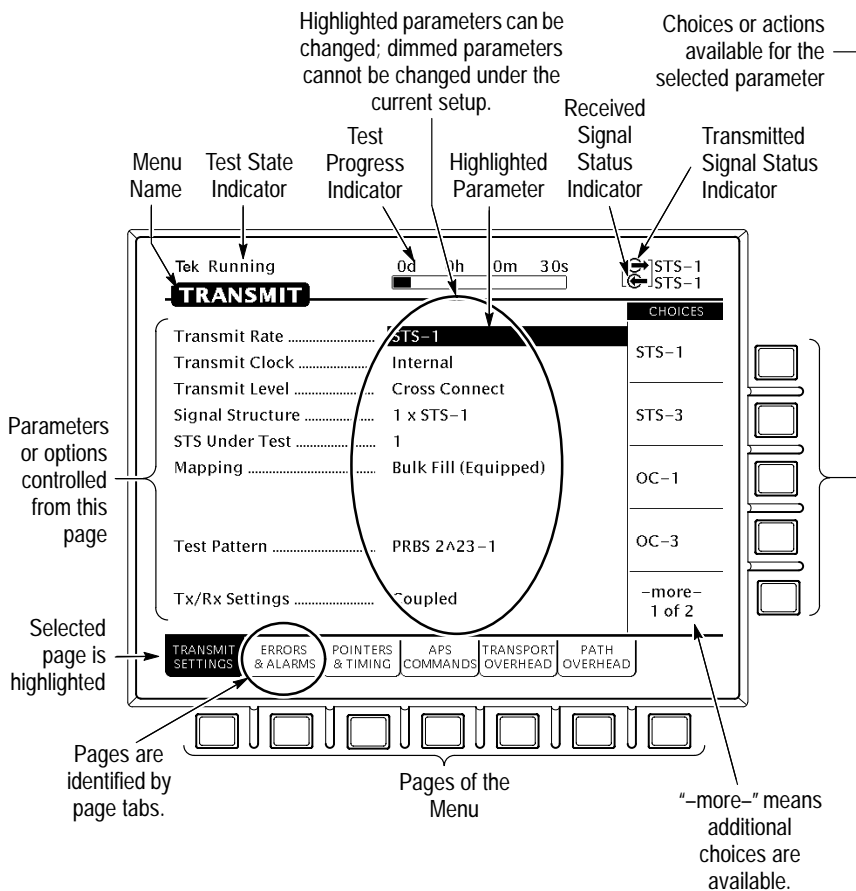 Highlighted parameters can be
changed; dimmed parameters
cannot be changed under the
current setup.
Choices or actions
available for the
selected parameter
Menu
Name
Test State
Indicator
Test
Progress
Indicator
Highlighted
Parameter
Received
Signal
Status
Indicator
Transmitted
Signal Status
Indicator
Tek Running
0d 0h 0m 30s
STS–1
STS–1
TRANSMIT
CHOICES
Transmit Rate ..................... STS–1
Transmit Clock ................... Internal
Transmit Level .................... Cross Connect
Signal Structure .................. 1 x STS–1
STS Under Test .................... 1
Mapping ............................. Bulk Fill (Equipped)
Test Pattern ........................ PRBS 2^23–1
Tx/Rx Settings .................... Coupled
STS–1
STS–3
OC–1
OC–3
–more–
1 of 2
Parameters
or options
controlled
from this
page
Selected
page is
highlighted
TRANSMIT
SETTINGS
ERRORS
& ALARMS
POINTERS
& TIMING
APS
COMMANDS
TRANSPORT
OVERHEAD
PATH
OVERHEAD
Pages are
identified by
page tabs.
Pages of the
Menu
“–more–” means
additional
choices are
available.